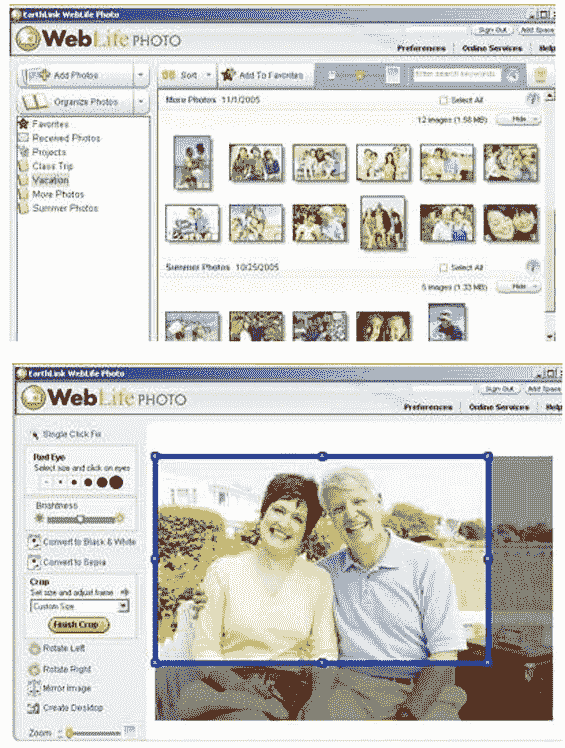 EarthLink WebLife Photo
WebLife PHOTO
Sign Out Add Space
Preferences Online Services Help
Add Photos
Organize Photos
Favorites
Received Photos
Projects
Class Trip
Vacation
More Photos
Summer Photos
Sort Add To Favorites Enter search keywords
More Photos 11/1/2005 Select All
12 images (1.58 MB) Hide
Summer Photos 10/25/2005 Select All
5 images (1.33 MB) Hide
EarthLink WebLife Photo
WebLife PHOTO
Sign Out Add Space
Preferences Online Services Help
Single Click Fix
Red Eye
Select size and click on eyes
Brightness
Convert to Black & White
Convert to Sepia
Crop
Set size and adjust frame
Custom Size
Finish Crop
Rotate Left
Rotate Right
Mirror Image
Create Desktop
Zoom